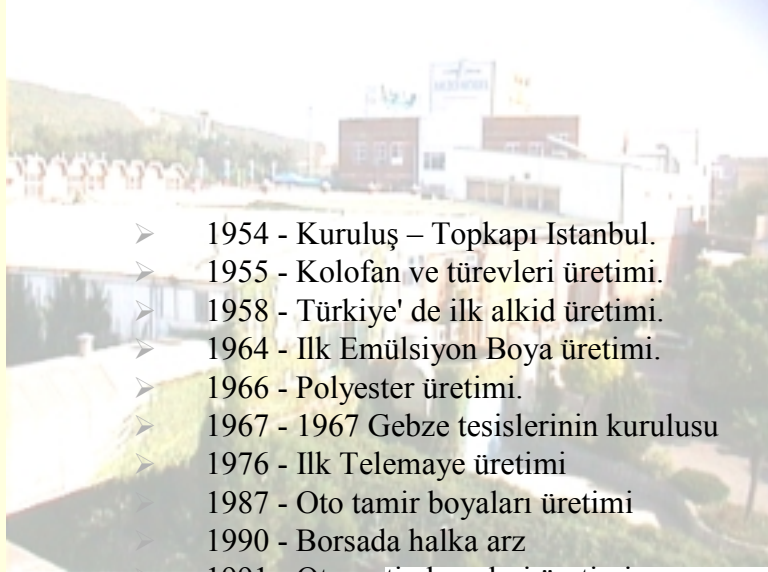 1954 - Kuruluş – Topkapı Istanbul.
1955 - Kolofan ve türevleri üretimi.
1958 - Türkiye' de ilk alkid üretimi.
1964 - Ilk Emülsiyon Boya üretimi.
1966 - Polyester üretimi.
1967 - 1967 Gebze tesislerinin kurulusu
1976 - Ilk Telemaye üretimi
1987 - Oto tamir boyaları üretimi
1990 - Borsada halka arz